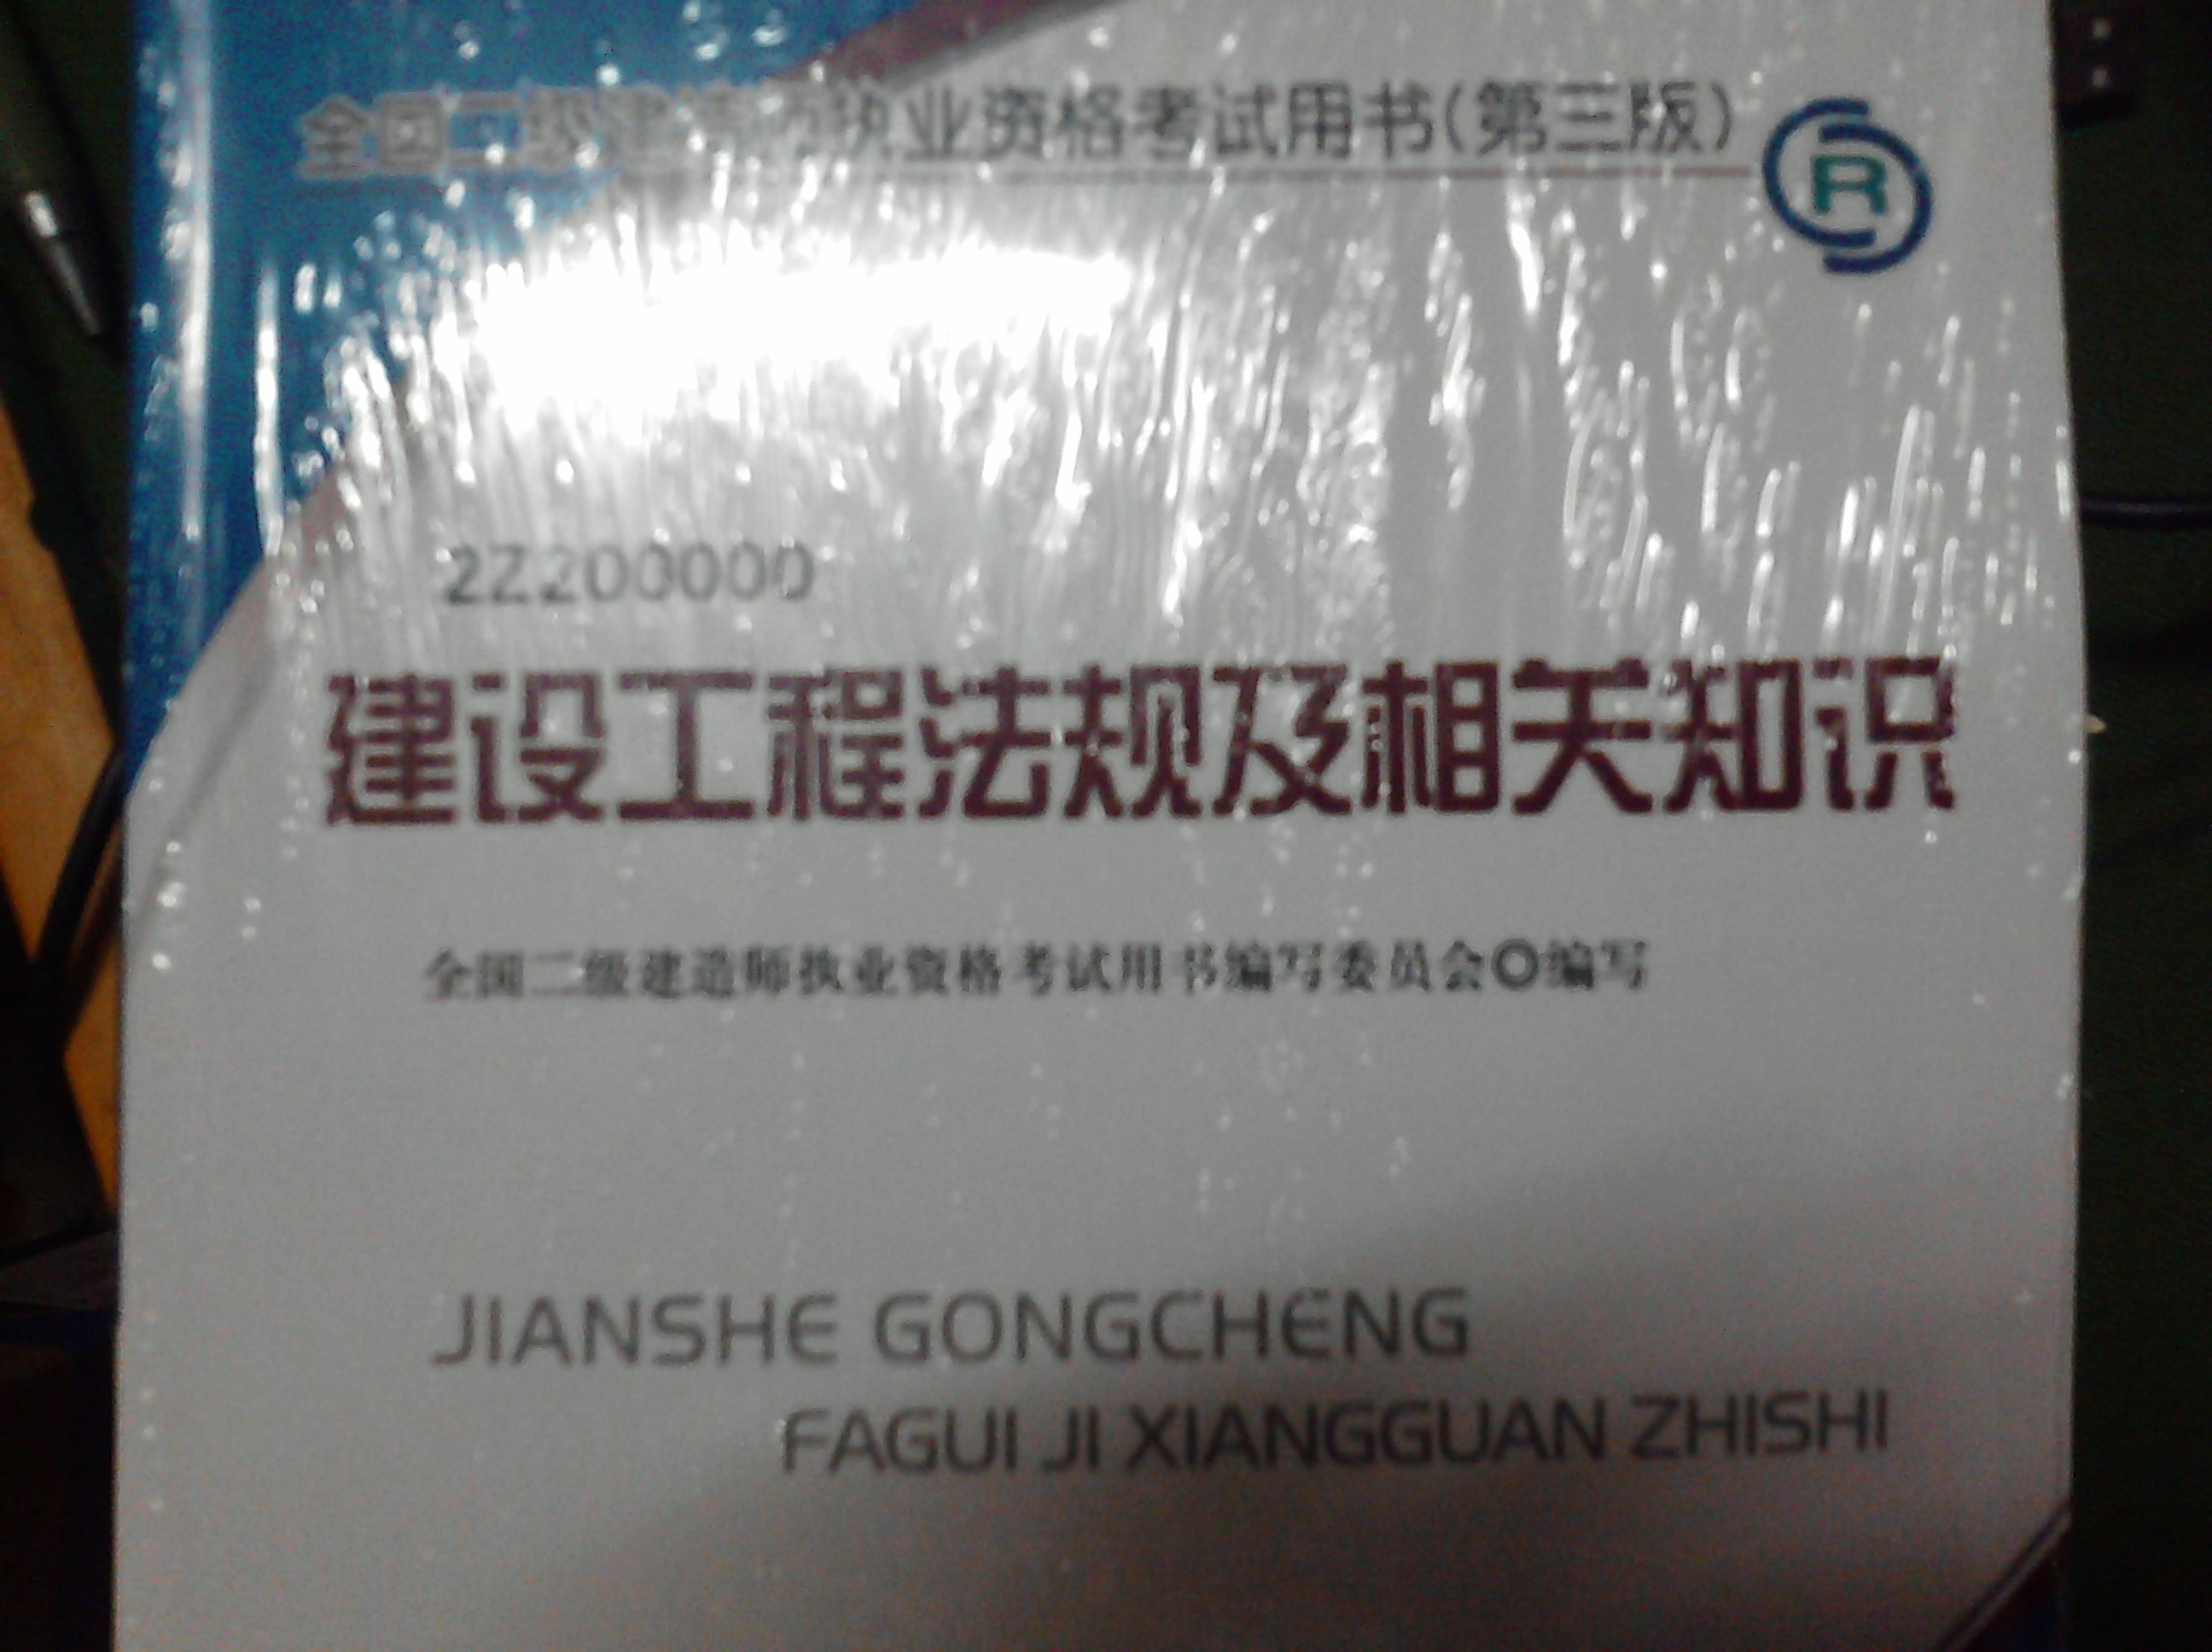 全国二级建造师执业资格考试用书(第三版)
R
2Z200000
建设工程法规及相关知识
全国二级建造师执业资格考试用书编写委员会◎编写
JIANSHE GONGCHENG
FAGUI JI XIANGGUAN ZHISHI